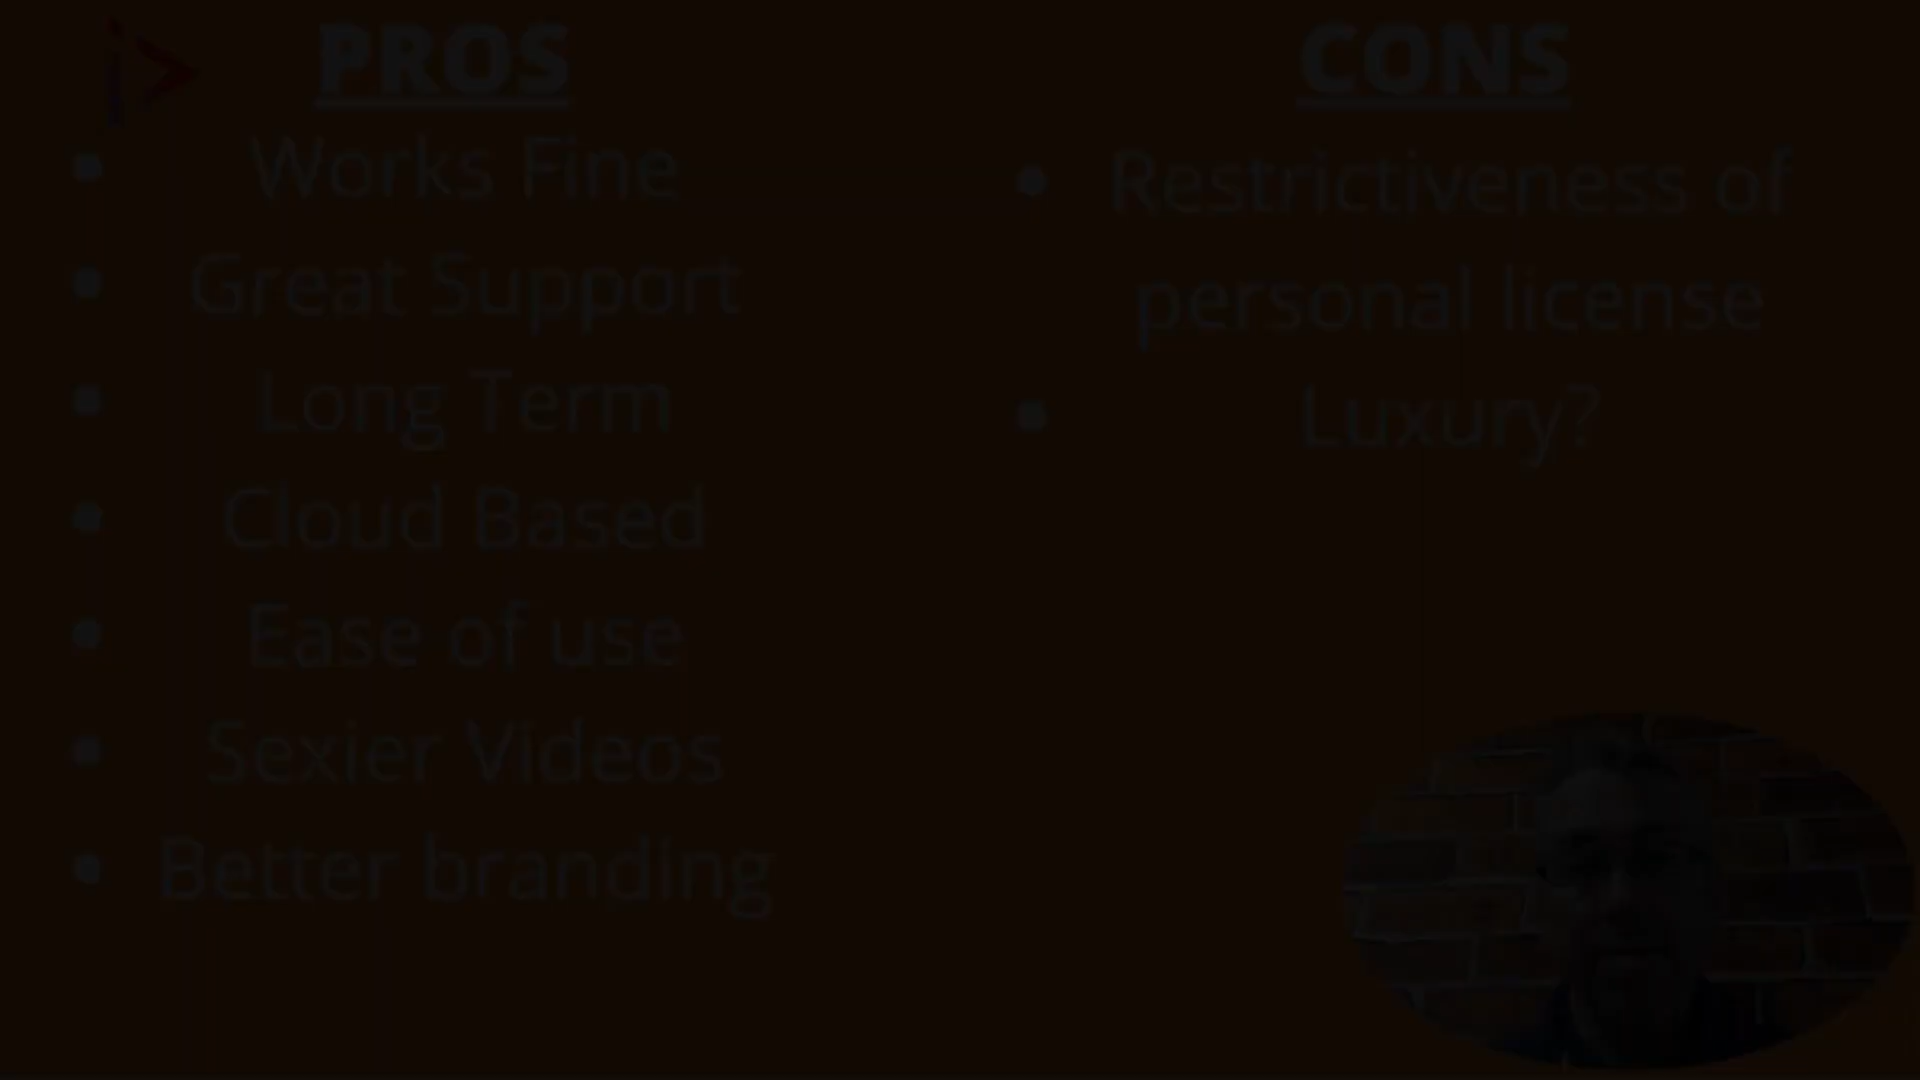 PROS
• Works Fine
• Great Support
• Long Term
• Cloud Based
• Ease of use
• Sexier Videos
• Better branding
CONS
• Restrictiveness of
personal license
• Luxury?